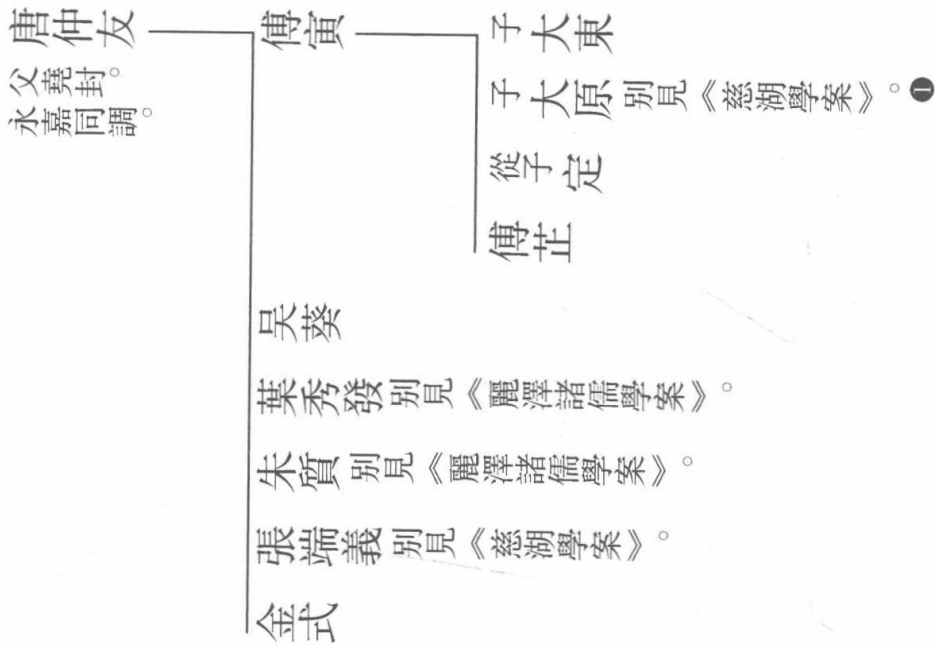 唐仲友
父堯封。
永嘉同調。
傅寅
子大東
子大原別見《慈湖學案》。❶
從子定
傅芷
吴葵
葉秀發別見《麗澤諸儒學案》。
朱質別見《麗澤諸儒學案》。
張端義別見《慈湖學案》。
金式